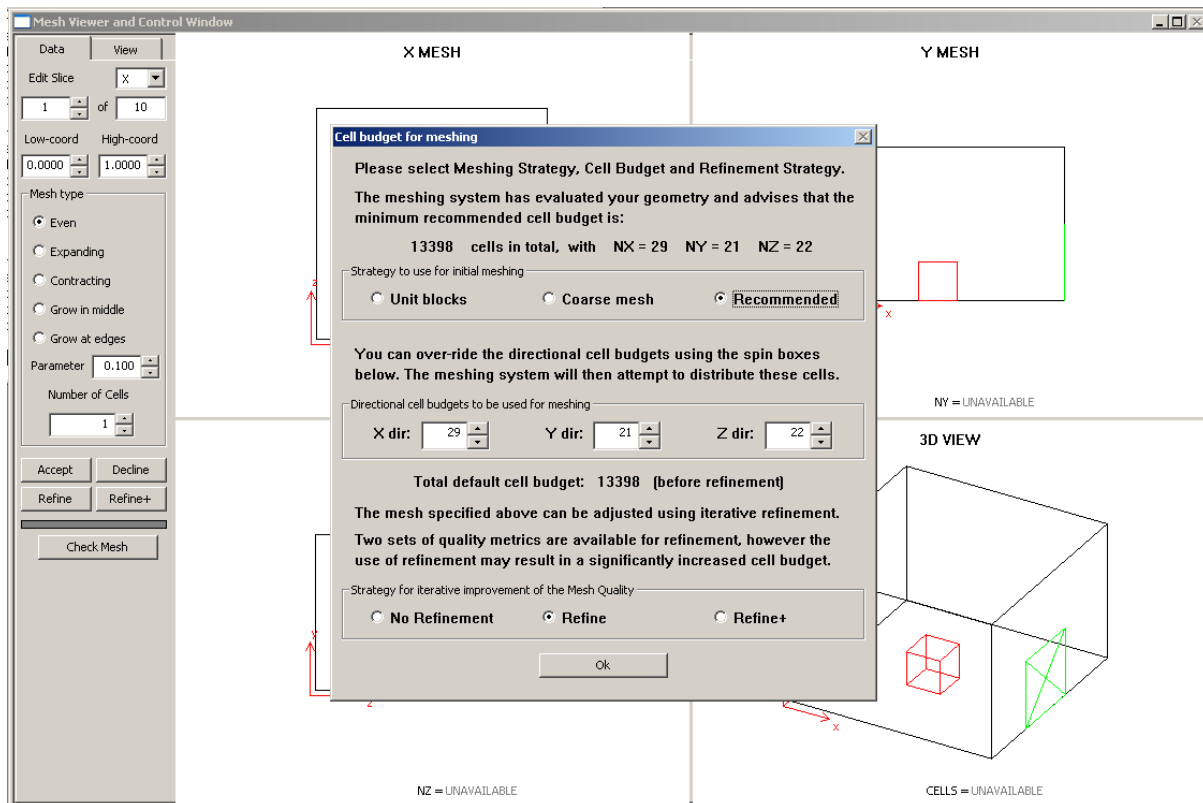 Mesh Viewer and Control Window
Data View
Edit Slice X
1 of 10
Low-coord High-coord
0.0000 1.0000
Mesh type
Even
Expanding
Contracting
Grow in middle
Grow at edges
Parameter 0.100
Number of Cells
1
Accept Decline
Refine Refine+
Check Mesh
X MESH
Y MESH
z
x
NY = UNAVAILABLE
Cell budget for meshing
Please select Meshing Strategy, Cell Budget and Refinement Strategy.
The meshing system has evaluated your geometry and advises that the
minimum recommended cell budget is:
13398 cells in total, with NX = 29 NY = 21 NZ = 22
Strategy to use for initial meshing
Unit blocks Coarse mesh Recommended
You can over-ride the directional cell budgets using the spin boxes
below. The meshing system will then attempt to distribute these cells.
Directional cell budgets to be used for meshing
X dir: 29 Y dir: 21 Z dir: 22
Total default cell budget: 13398 (before refinement)
The mesh specified above can be adjusted using iterative refinement.
Two sets of quality metrics are available for refinement, however the
use of refinement may result in a significantly increased cell budget.
Strategy for iterative improvement of the Mesh Quality
No Refinement Refine Refine+
Ok
y
z
NZ = UNAVAILABLE
3D VIEW
x
CELLS = UNAVAILABLE